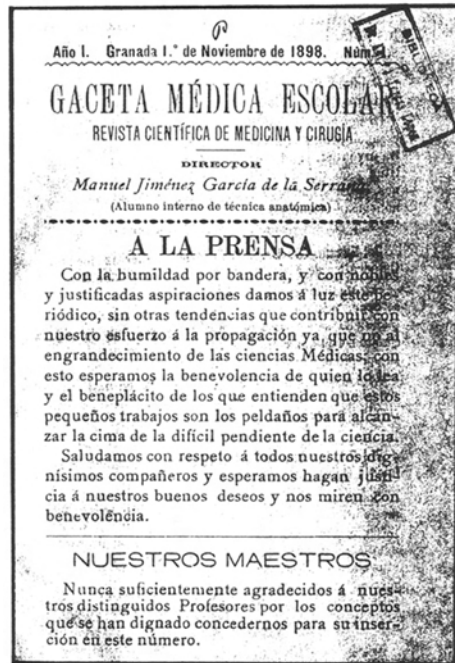 Año I. Granada 1.º de Noviembre de 1898. Núm. 1.
GACETA MÉDICA ESCOLAR
REVISTA CIENTÍFICA DE MEDICINA Y CIRUGÍA
DIRECTOR
Manuel Jiménez García de la Serrana
(Alumno interno de técnica anatómica)
A LA PRENSA
Con la humildad por bandera, y con nobles
y justificadas aspiraciones damos á luz este pe-
riódico, sin otras tendencias que contribuir con
nuestro esfuerzo á la propagación ya que no al
engrandecimiento de las ciencias Médicas; con
esto esperamos la benevolencia de quien lo lea
y el beneplácito de los que entienden que estos
pequeños trabajos son los peldaños para alcan-
zar la cima de la difícil pendiente de la ciencia.
Saludamos con respeto á todos nuestros dig-
nísimos compañeros y esperamos hagan justi-
cia á nuestros buenos deseos y nos miren con
benevolencia.
NUESTROS MAESTROS
Nunca suficientemente agradecidos á nues-
tros distinguidos Profesores por los conceptos
que se han dignado concedernos para su inser-
ción en este número.
BIBLIOTECA